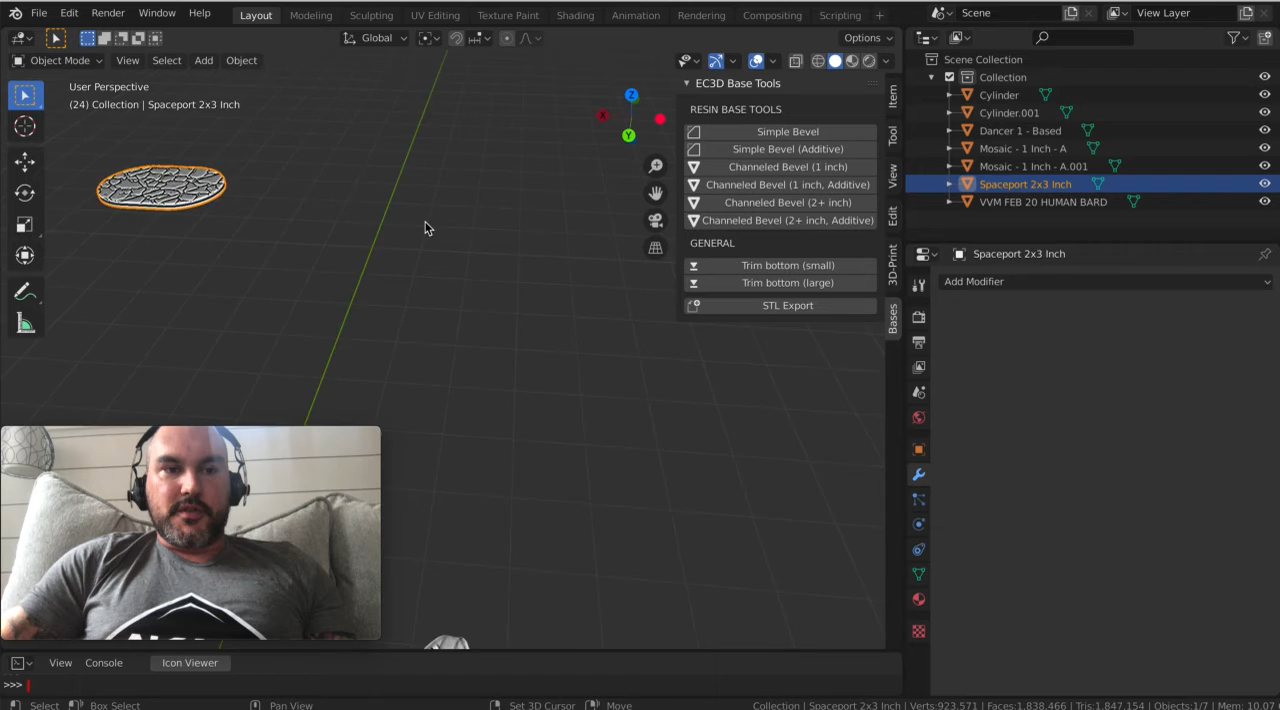 File Edit Render Window Help Layout Modeling Sculpting UV Editing Texture Paint Shading Animation Rendering Compositing Scripting + Scene View Layer
Global Options
Object Mode View Select Add Object
User Perspective
(24) Collection | Spaceport 2x3 Inch
Z
X
Y
EC3D Base Tools
RESIN BASE TOOLS
Simple Bevel
Simple Bevel (Additive)
Channeled Bevel (1 inch)
Channeled Bevel (1 inch, Additive)
Channeled Bevel (2+ inch)
Channeled Bevel (2+ inch, Additive)
GENERAL
Trim bottom (small)
Trim bottom (large)
STL Export
Item
Tool
View
Edit
3D-Print
Bases
Scene Collection
Collection
Cylinder
Cylinder.001
Dancer 1 - Based
Mosaic - 1 Inch - A
Mosaic - 1 Inch - A.001
Spaceport 2x3 Inch
VVM FEB 20 HUMAN BARD
Spaceport 2x3 Inch
Add Modifier
View Console Icon Viewer
>>>
Select Box Select Pan View Set 3D Cursor Move Collection | Spaceport 2x3 Inch | Verts:923,571 | Faces:1,838,466 | Tris:1,847,154 | Objects:1/7 | Mem: 10.07